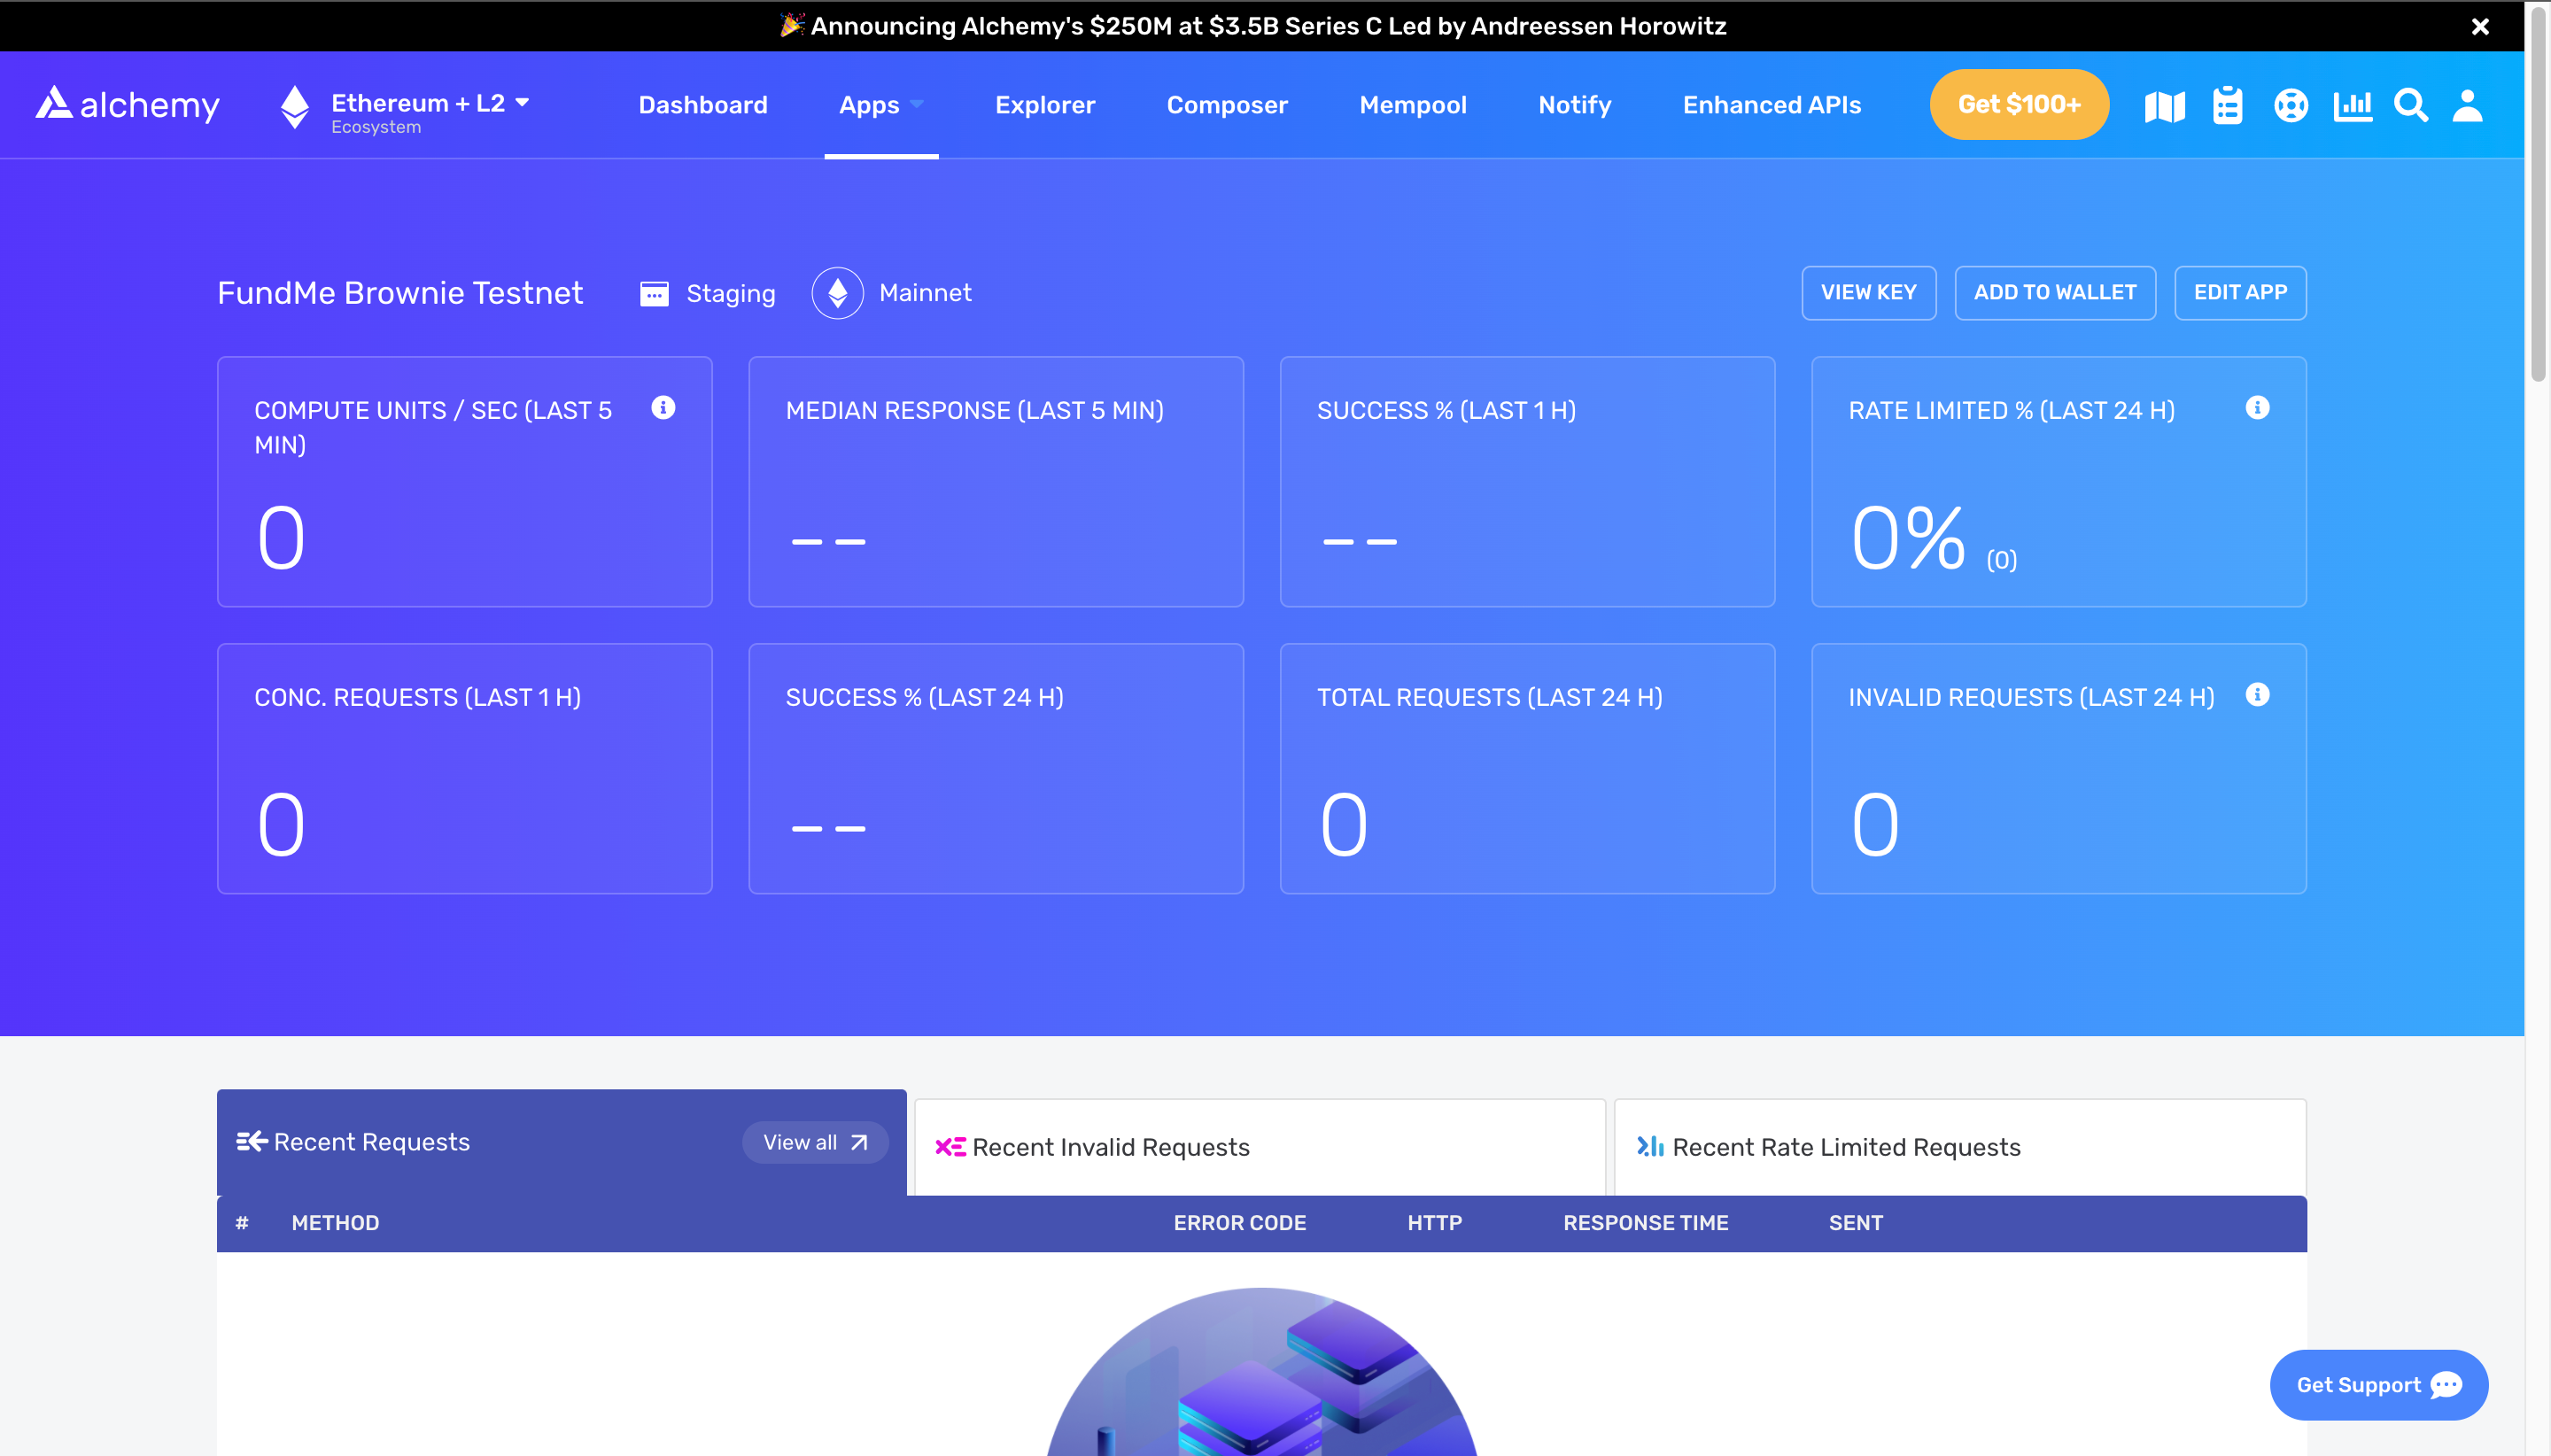 🎉 Announcing Alchemy's $250M at $3.5B Series C Led by Andreessen Horowitz
alchemy
Ethereum + L2
Ecosystem
Dashboard
Apps
Explorer
Composer
Mempool
Notify
Enhanced APIs
Get $100+
FundMe Brownie Testnet
Staging
Mainnet
VIEW KEY
ADD TO WALLET
EDIT APP
COMPUTE UNITS / SEC (LAST 5
MIN)
0
MEDIAN RESPONSE (LAST 5 MIN)
– –
SUCCESS % (LAST 1 H)
– –
RATE LIMITED % (LAST 24 H)
0% (0)
CONC. REQUESTS (LAST 1 H)
0
SUCCESS % (LAST 24 H)
– –
TOTAL REQUESTS (LAST 24 H)
0
INVALID REQUESTS (LAST 24 H)
0
Recent Requests
View all
Recent Invalid Requests
Recent Rate Limited Requests
# METHOD ERROR CODE HTTP RESPONSE TIME SENT
Get Support